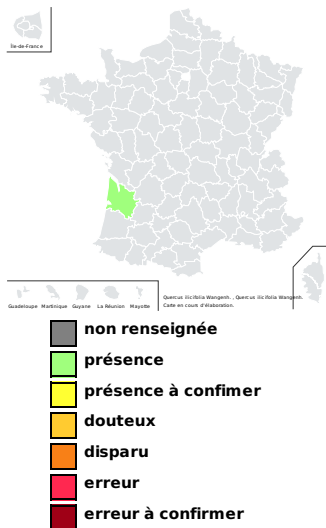 Île-de-France
Guadeloupe Martinique Guyane La Réunion Mayotte
Quercus ilicifolia Wangenh. , Quercus ilicifolia Wangenh.
Carte en cours d'élaboration.
non renseignée
présence
présence à confimer
douteux
disparu
erreur
erreur à confirmer